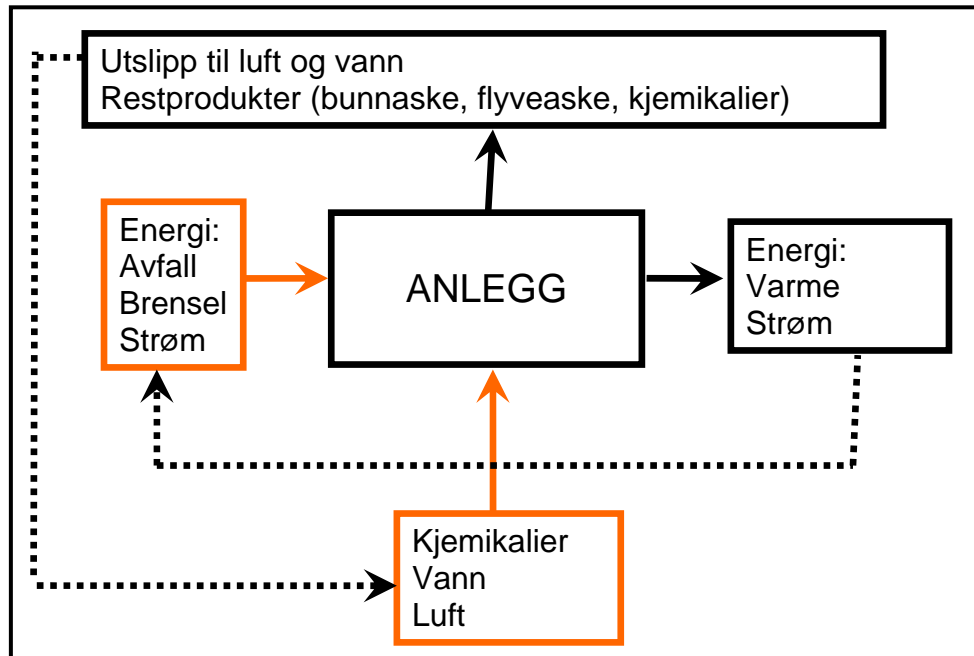 Utslipp til luft og vann
Restprodukter (bunnaske, flyveaske, kjemikalier)
Energi:
Avfall
Brensel
Strøm
ANLEGG
Energi:
Varme
Strøm
Kjemikalier
Vann
Luft